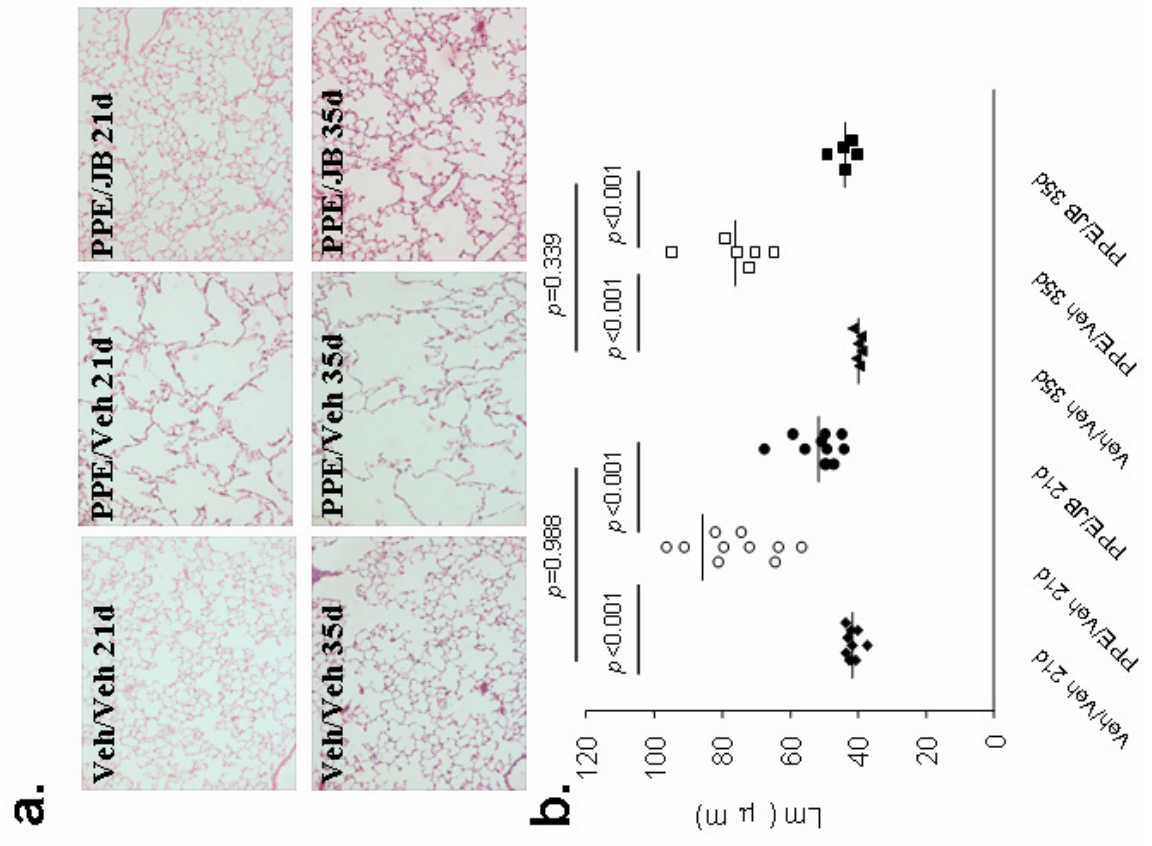 a.
Veh/Veh 21d
PPE/Veh 21d
PPE/JB 21d
Veh/Veh 35d
PPE/Veh 35d
PPE/JB 35d
b.
p=0.988
p=0.339
p<0.001
p<0.001
p<0.001
p<0.001
120
100
80
60
40
20
0
Lm ( μ m)
Veh/Veh 21d
PPE/Veh 21d
PPE/JB 21d
Veh/Veh 35d
PPE/Veh 35d
PPE/JB 35d